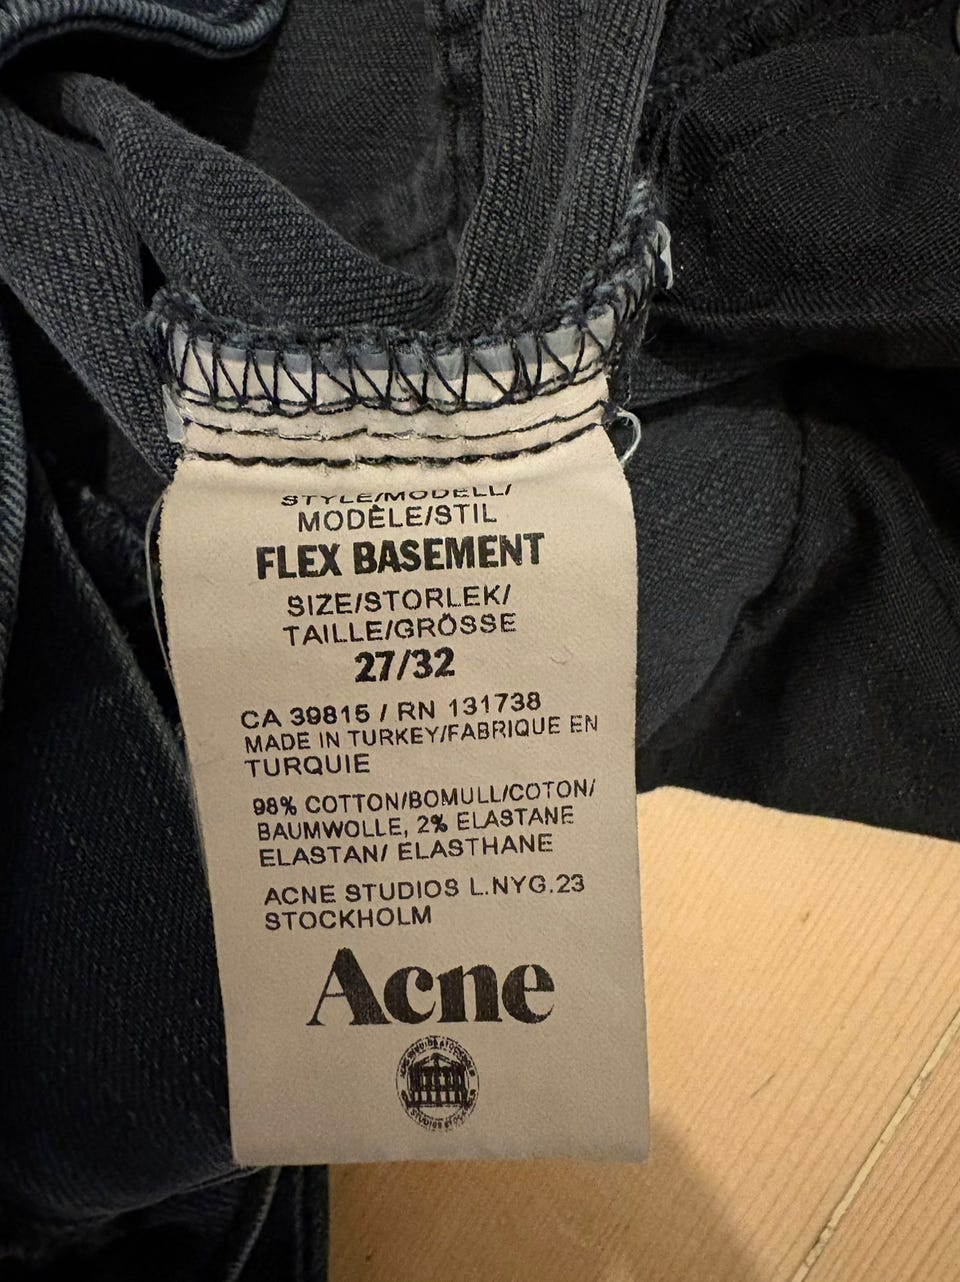 STYLE/MODELL/
MODÈLE/STIL
FLEX BASEMENT
SIZE/STORLEK/
TAILLE/GRÖSSE
27/32
CA 39815 / RN 131738
MADE IN TURKEY/FABRIQUE EN
TURQUIE
98% COTTON/BOMULL/COTON/
BAUMWOLLE, 2% ELASTANE
ELASTAN/ ELASTHANE
ACNE STUDIOS L.NYG.23
STOCKHOLM
Acne